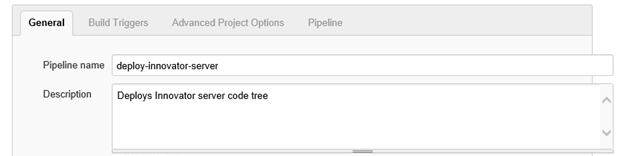 General Build Triggers Advanced Project Options Pipeline
Pipeline name deploy-innovator-server
Description Deploys Innovator server code tree